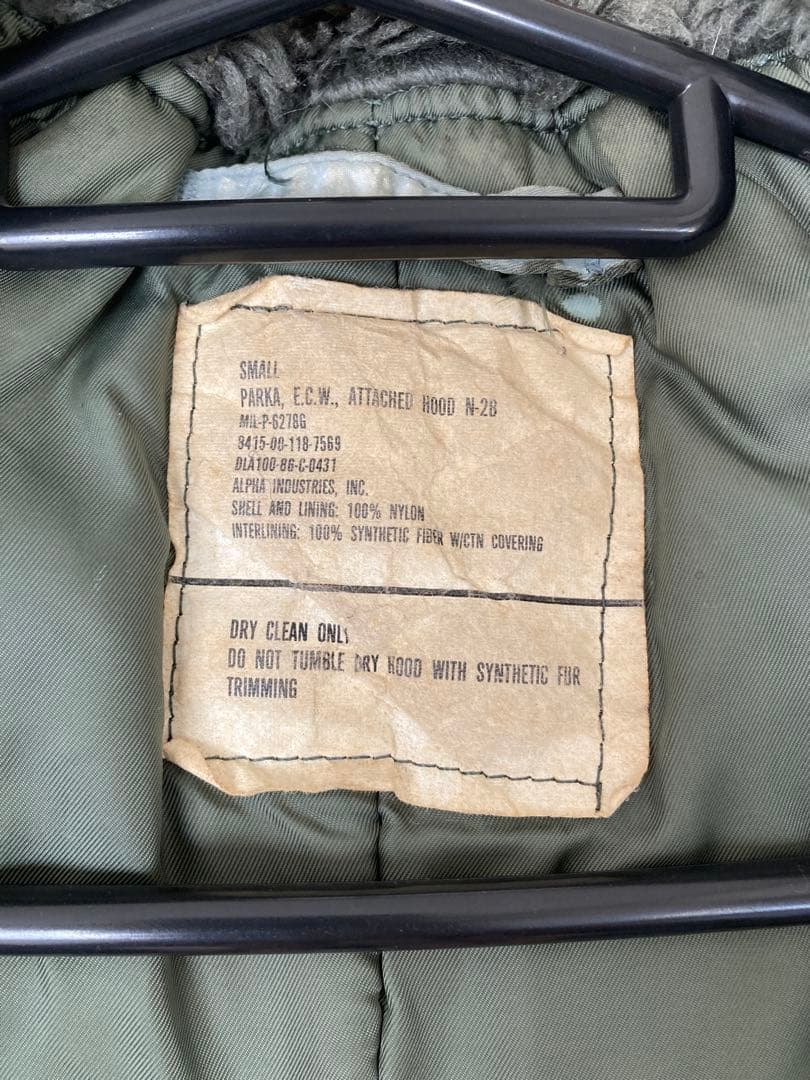 SMALL
PARKA, E.C.W., ATTACHED HOOD N-2B
MIL-P-6278G
8415-00-118-7569
DLA100-86-C-0431
ALPHA INDUSTRIES, INC.
SHELL AND LINING: 100% NYLON
INTERLINING: 100% SYNTHETIC FIBER W/CTN COVERING
DRY CLEAN ONLY
DO NOT TUMBLE DRY HOOD WITH SYNTHETIC FUR
TRIMMING